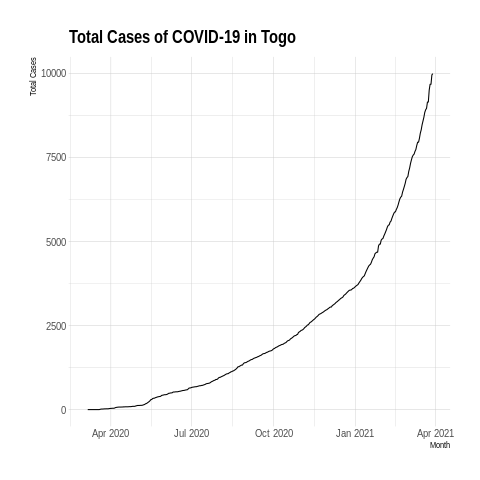 Total Cases of COVID-19 in Togo
Total Cases
10000
7500
5000
2500
0
Apr 2020 Jul 2020 Oct 2020 Jan 2021 Apr 2021
Month